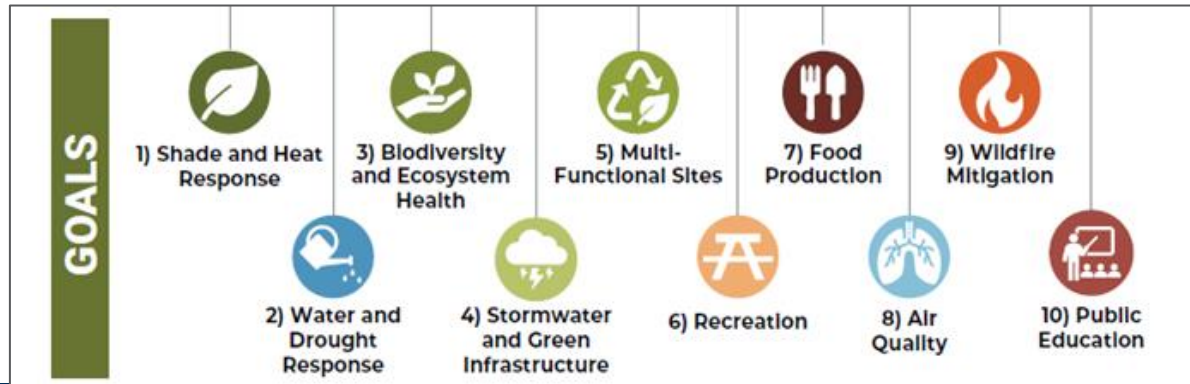 GOALS
1) Shade and Heat
Response
2) Water and
Drought
Response
3) Biodiversity
and Ecosystem
Health
4) Stormwater
and Green
Infrastructure
5) Multi-
Functional Sites
6) Recreation
7) Food
Production
8) Air
Quality
9) Wildfire
Mitigation
10) Public
Education